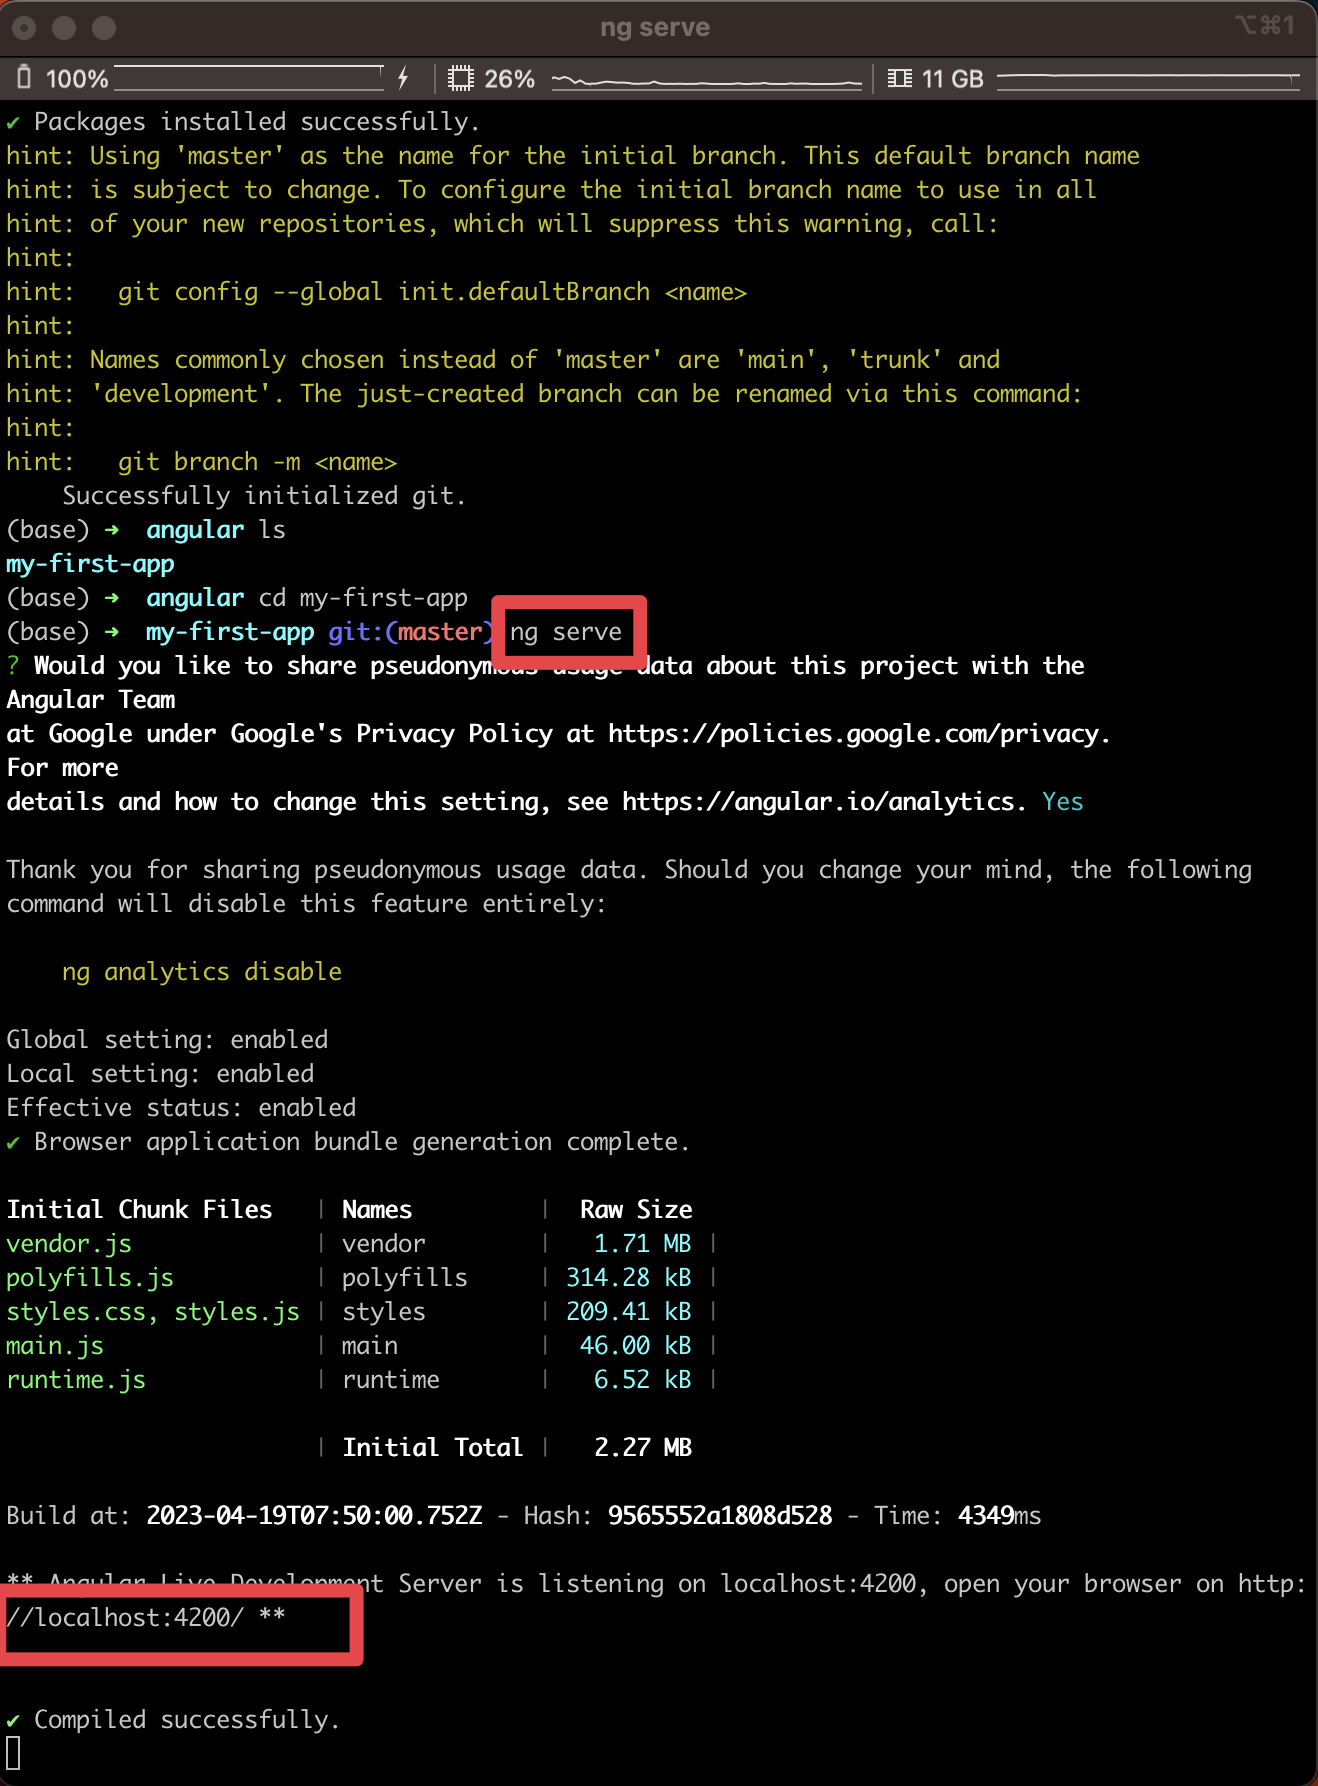 ng serve
⌥⌘1
100% 26% 11 GB
✔ Packages installed successfully.
hint: Using 'master' as the name for the initial branch. This default branch name
hint: is subject to change. To configure the initial branch name to use in all
hint: of your new repositories, which will suppress this warning, call:
hint:
hint:   git config --global init.defaultBranch <name>
hint:
hint: Names commonly chosen instead of 'master' are 'main', 'trunk' and
hint: 'development'. The just-created branch can be renamed via this command:
hint:
hint:   git branch -m <name>
    Successfully initialized git.
(base) ➜  angular ls
my-first-app
(base) ➜  angular cd my-first-app
(base) ➜  my-first-app git:(master) ng serve
? Would you like to share pseudonymous usage data about this project with the
Angular Team
at Google under Google's Privacy Policy at https://policies.google.com/privacy.
For more
details and how to change this setting, see https://angular.io/analytics. Yes
Thank you for sharing pseudonymous usage data. Should you change your mind, the following
command will disable this feature entirely:
    ng analytics disable
Global setting: enabled
Local setting: enabled
Effective status: enabled
✔ Browser application bundle generation complete.
Initial Chunk Files   | Names         |  Raw Size
vendor.js             | vendor        |   1.71 MB |
polyfills.js          | polyfills     | 314.28 kB |
styles.css, styles.js | styles        | 209.41 kB |
main.js               | main          |  46.00 kB |
runtime.js            | runtime       |   6.52 kB |
                      | Initial Total |   2.27 MB
Build at: 2023-04-19T07:50:00.752Z - Hash: 9565552a1808d528 - Time: 4349ms
** Angular Live Development Server is listening on localhost:4200, open your browser on http:
//localhost:4200/ **
✔ Compiled successfully.